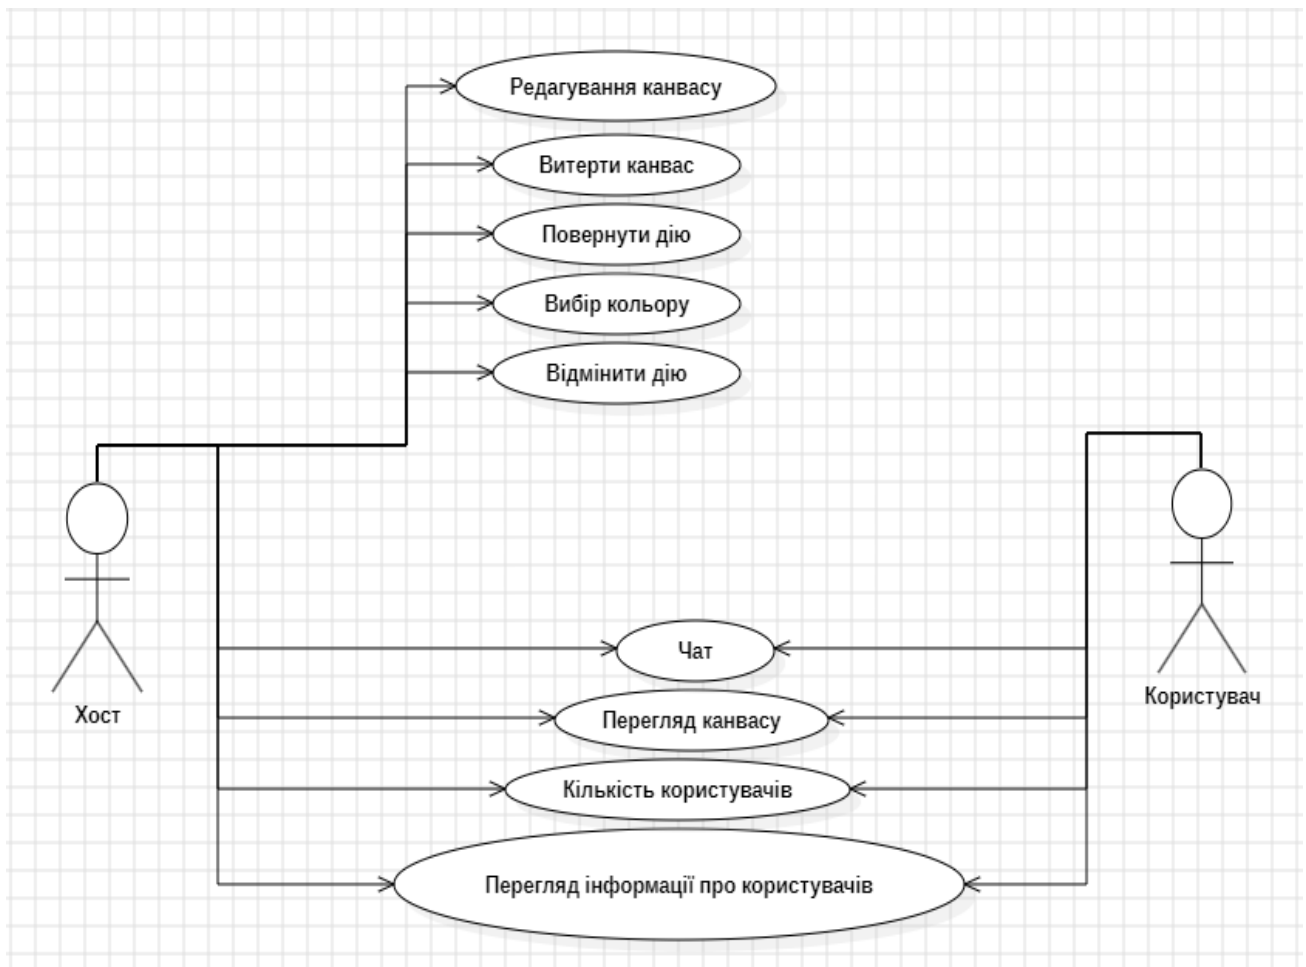 Редагування канвасу
Витерти канвас
Повернути дію
Вибір кольору
Відмінити дію
Чат
Користувач
Хост
Перегляд канвасу
Кількість користувачів
Перегляд інформації про користувачів